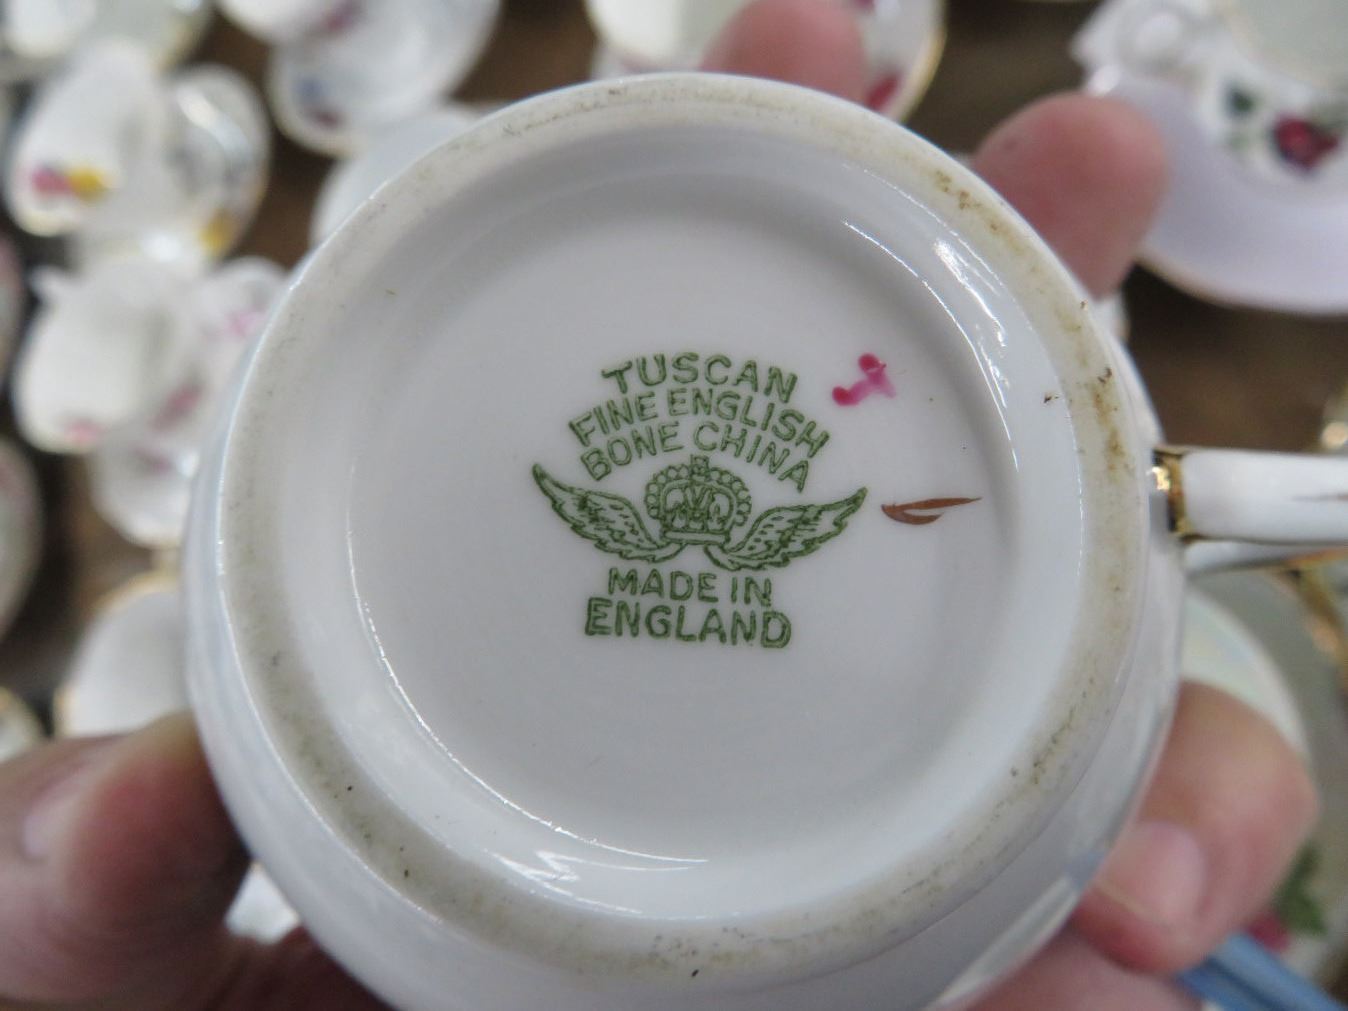 TUSCAN
FINE ENGLISH
BONE CHINA
MADE IN
ENGLAND